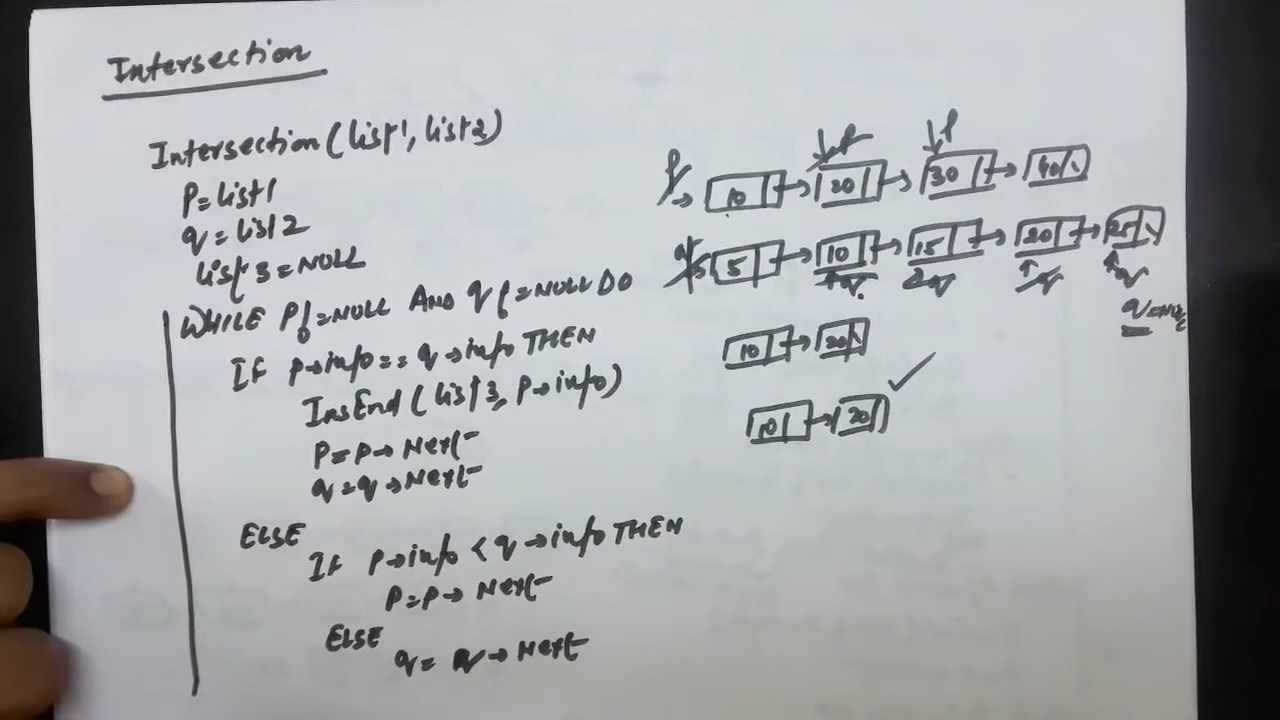 Intersection
Intersection (List1, List2)
P = List1
q = List2
List3 = NULL
WHILE P != NULL AND q != NULL DO
IF P→info == q→info THEN
InsEnd (List3, P→info)
P = P→Next
q = q→Next
ELSE
IF P→info < q→info THEN
P = P→ Next
ELSE
q = q→Next
P P
P 10 20 30 40
q 5 10 15 20 25
q q q q
q = NULL
10 20
10 20